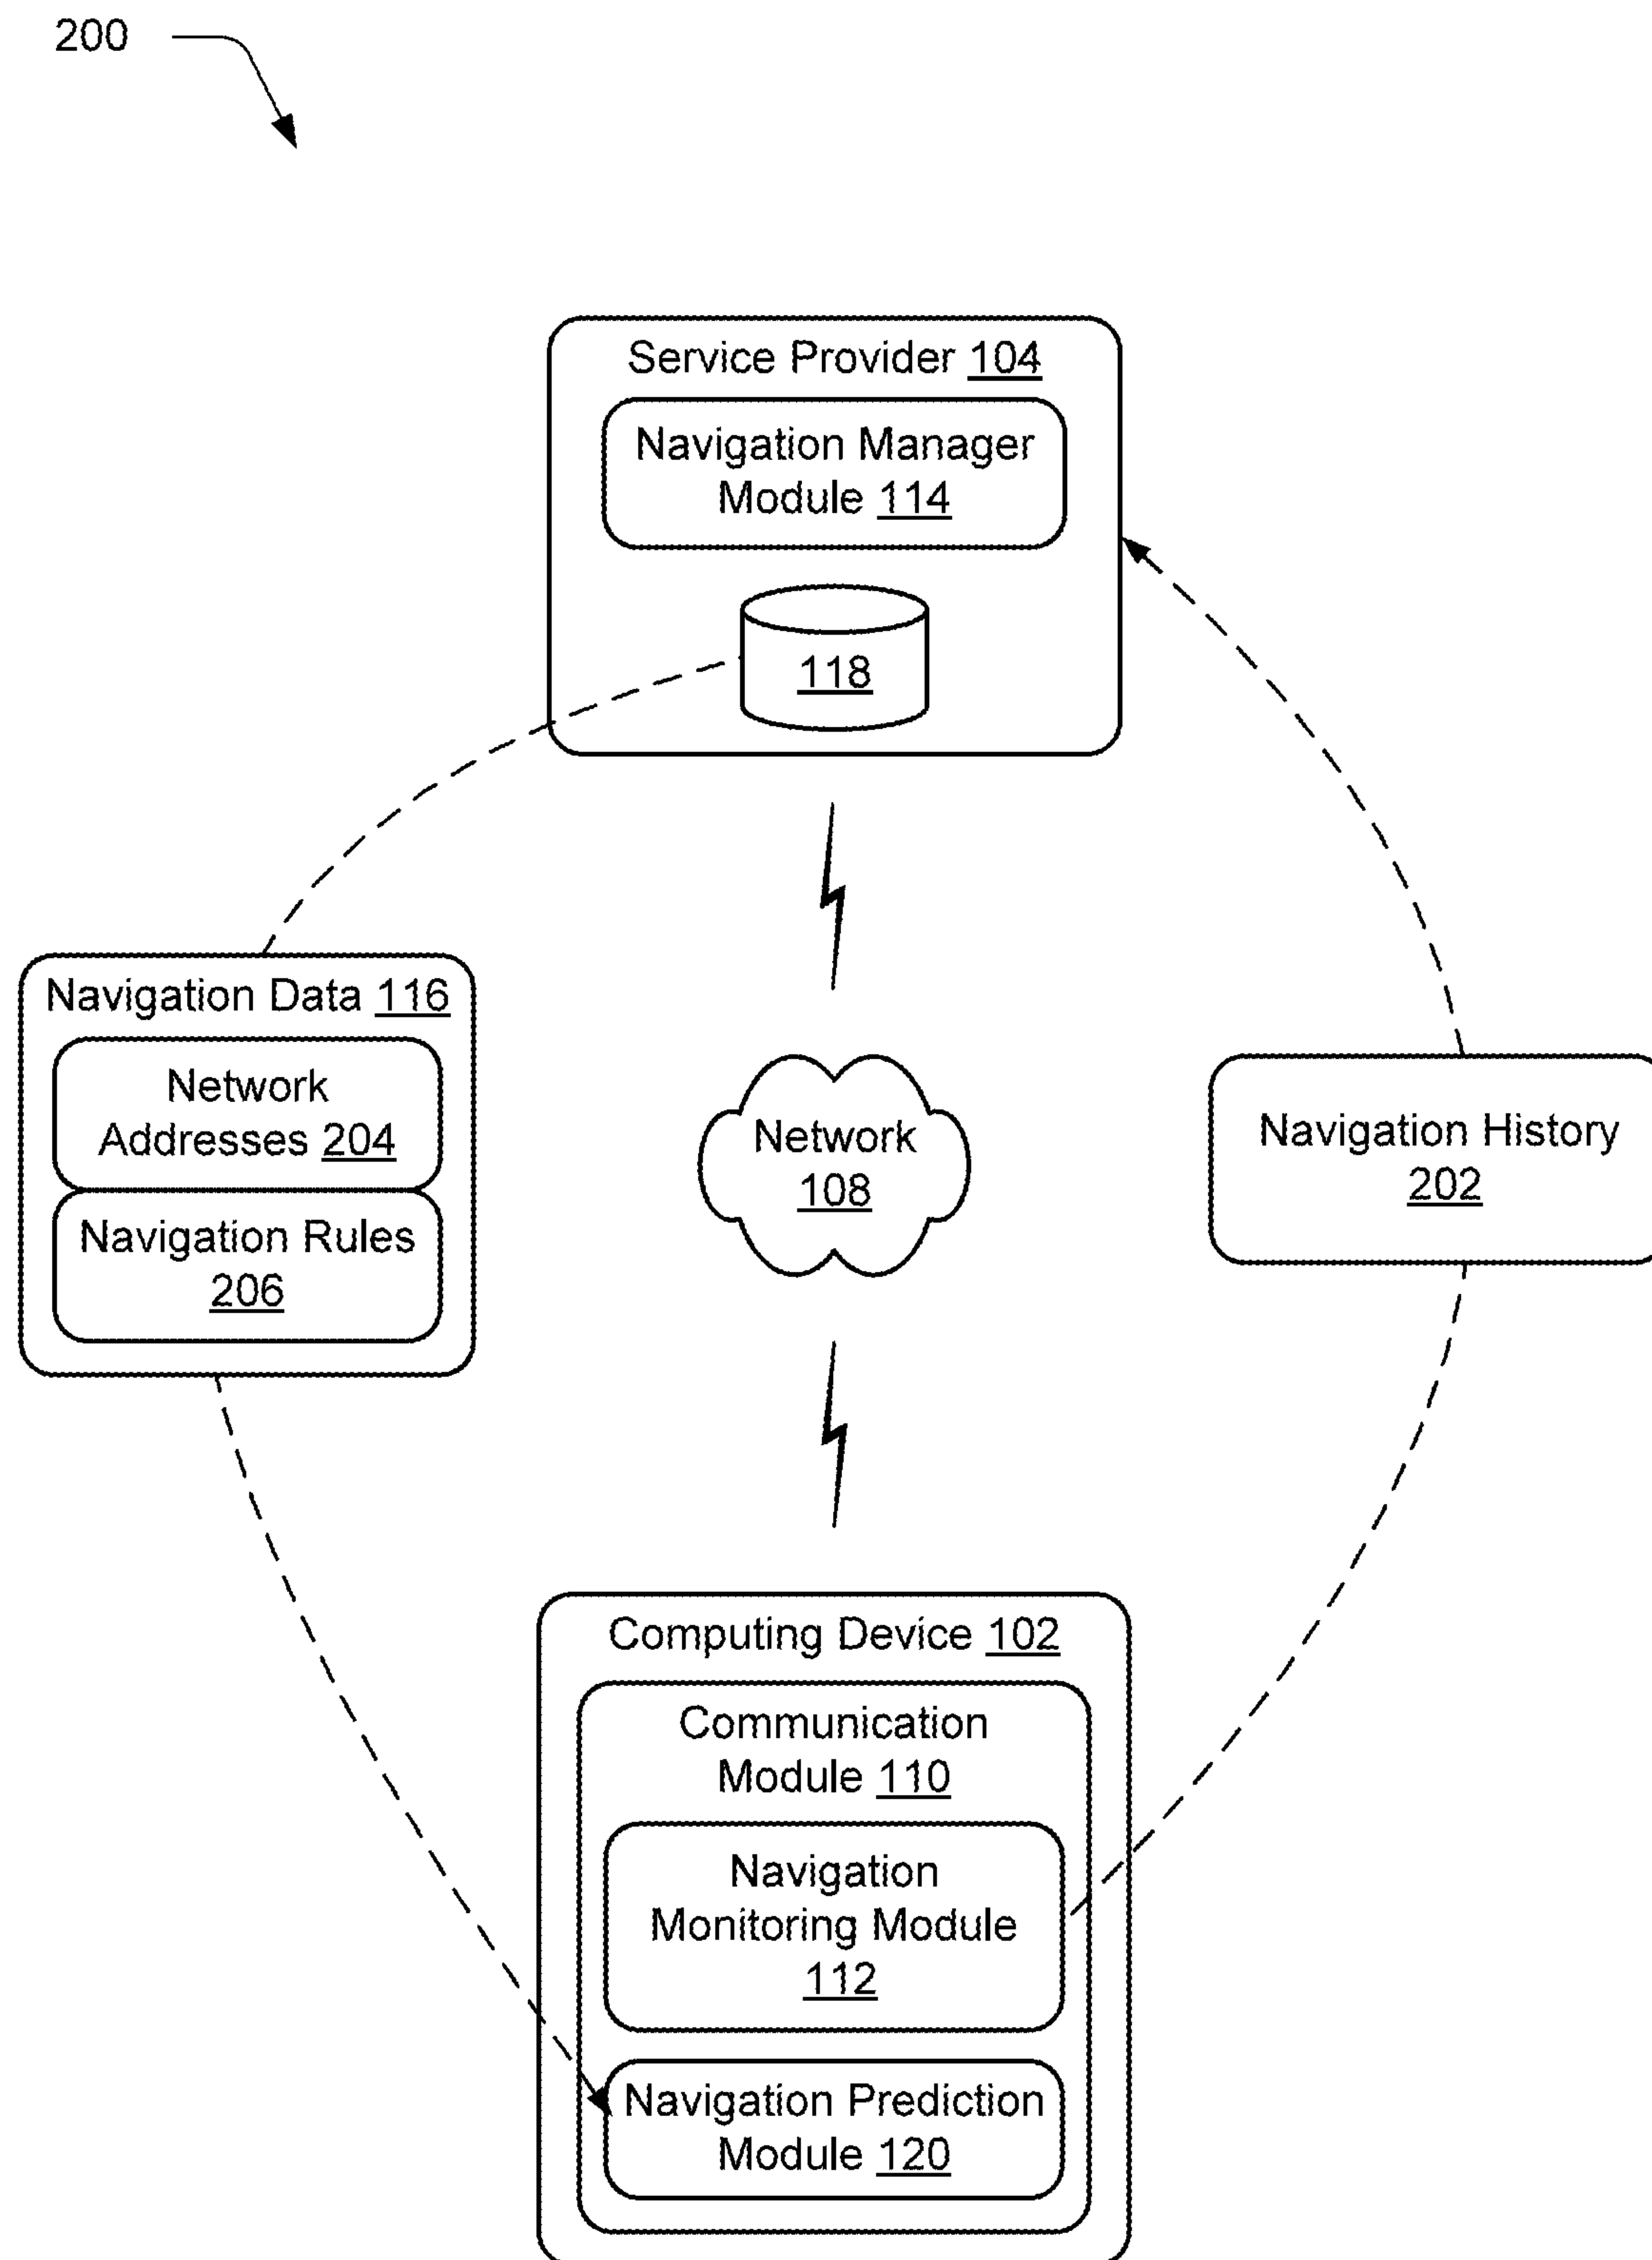 200
Service Provider 104
Navigation Manager
Module 114
118
Navigation Data 116
Network
Addresses 204
Navigation Rules
206
Network
108
Navigation History
202
Computing Device 102
Communication
Module 110
Navigation
Monitoring Module
112
Navigation Prediction
Module 120